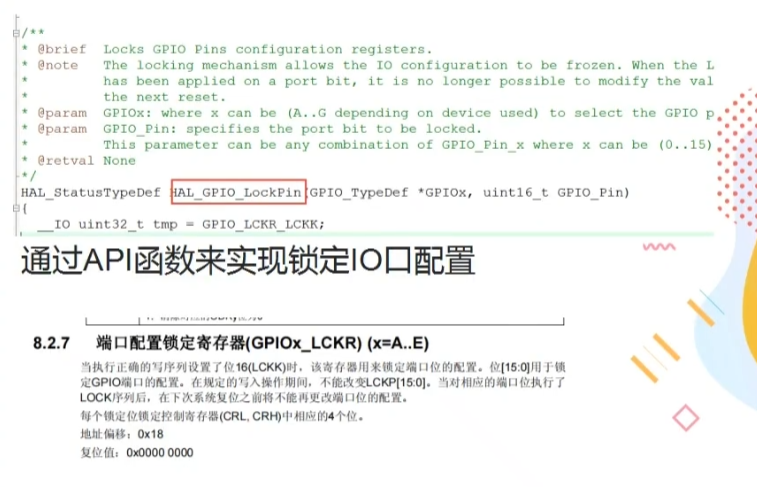 /**
* @brief Locks GPIO Pins configuration registers.
* @note The locking mechanism allows the IO configuration to be frozen. When the L
* has been applied on a port bit, it is no longer possible to modify the val
* the next reset.
* @param GPIOx: where x can be (A..G depending on device used) to select the GPIO p
* @param GPIO_Pin: specifies the port bit to be locked.
* This parameter can be any combination of GPIO_Pin_x where x can be (0..15)
* @retval None
*/
HAL_StatusTypeDef HAL_GPIO_LockPin(GPIO_TypeDef *GPIOx, uint16_t GPIO_Pin)
{
__IO uint32_t tmp = GPIO_LCKR_LCKK;
通过API函数来实现锁定IO口配置
8.2.7 端口配置锁定寄存器(GPIOx_LCKR) (x=A..E)
当执行正确的写序列设置了位16(LCKK)时，该寄存器用来锁定端口位的配置。位[15:0]用于锁
定GPIO端口的配置。在规定的写入操作期间，不能改变LCKP[15:0]。当对相应的端口位执行了
LOCK序列后，在下次系统复位之前将不能再更改端口位的配置。
每个锁定位锁定控制寄存器(CRL, CRH)中相应的4个位。
地址偏移：0x18
复位值：0x0000 0000